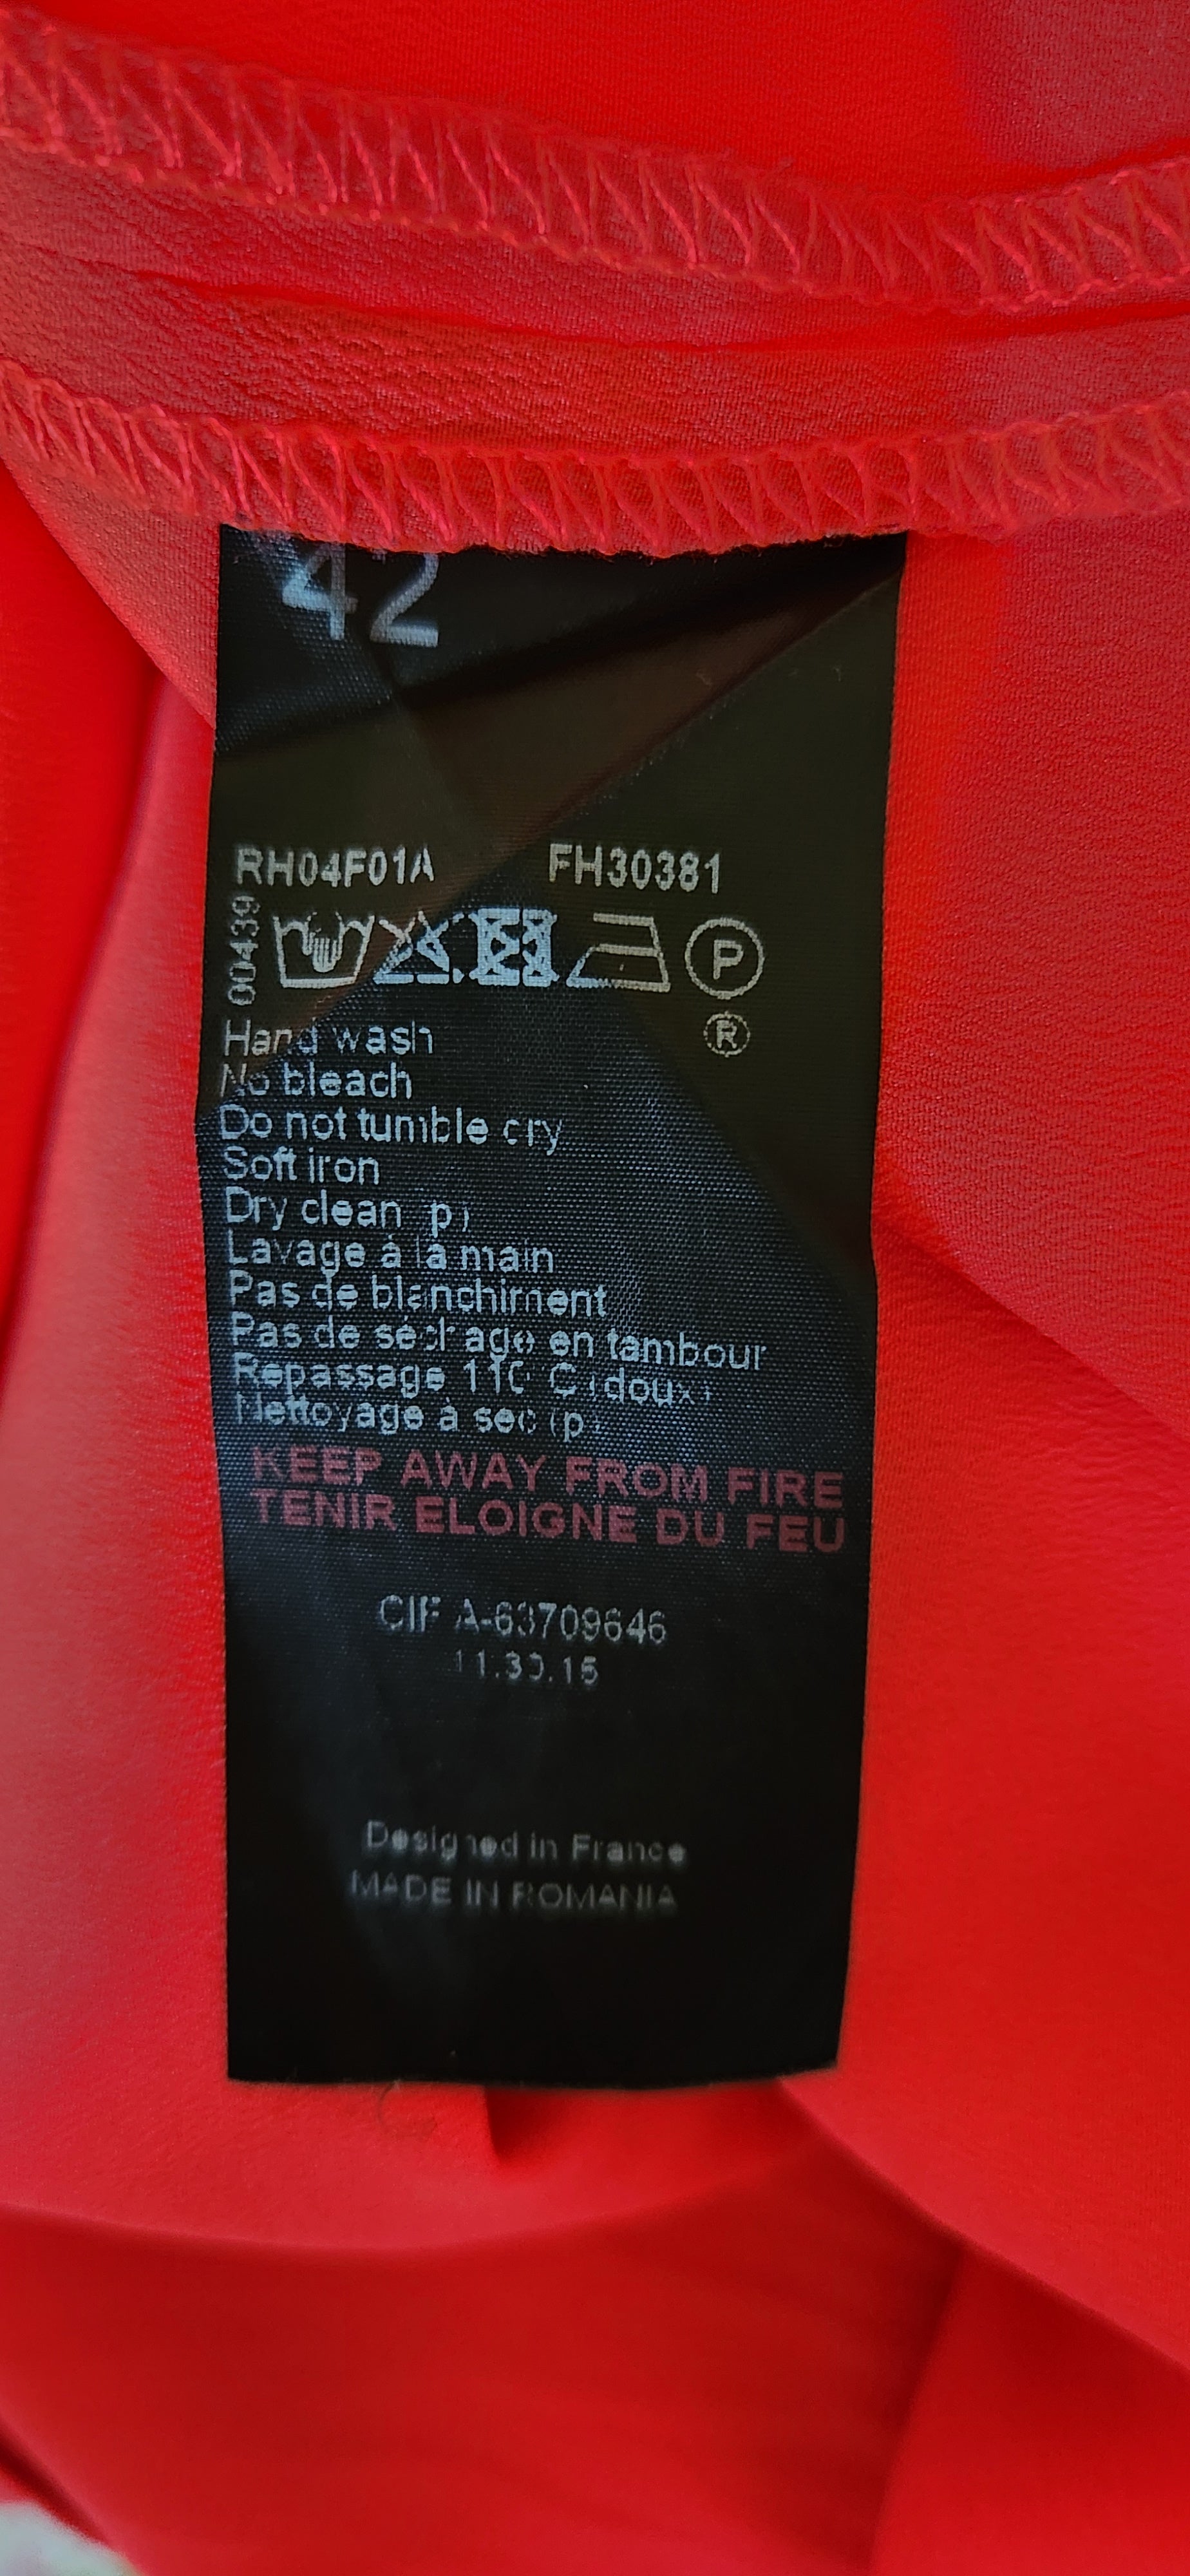 42
RH04F01A FH30381
00439
P
®
Hand wash
No bleach
Do not tumble dry
Soft iron
Dry clean (p)
Lavage à la main
Pas de blanchiment
Pas de séchage en tambour
Repassage 110 C (doux)
Nettoyage à sec (p)
KEEP AWAY FROM FIRE
TENIR ELOIGNE DU FEU
CIF A-63709646
11.30.15
Designed in France
MADE IN ROMANIA